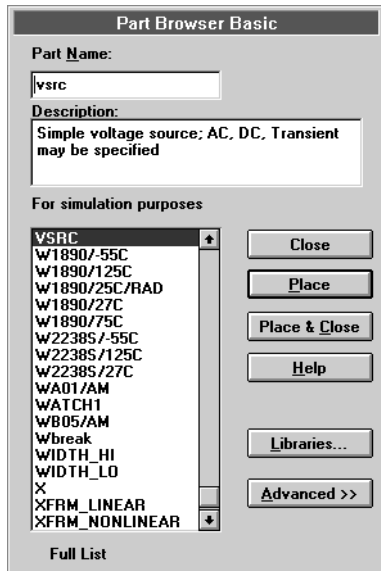 Part Browser Basic
Part Name:
vsrc
Description:
Simple voltage source; AC, DC, Transient
may be specified
For simulation purposes
VSRC
W1890/-55C
W1890/125C
W1890/25C/RAD
W1890/27C
W1890/75C
W2238S/-55C
W2238S/125C
W2238S/27C
WA01/AM
WATCH1
WB05/AM
Wbreak
WIDTH_HI
WIDTH_LO
X
XFRM_LINEAR
XFRM_NONLINEAR
Close
Place
Place & Close
Help
Libraries...
Advanced >>
Full List